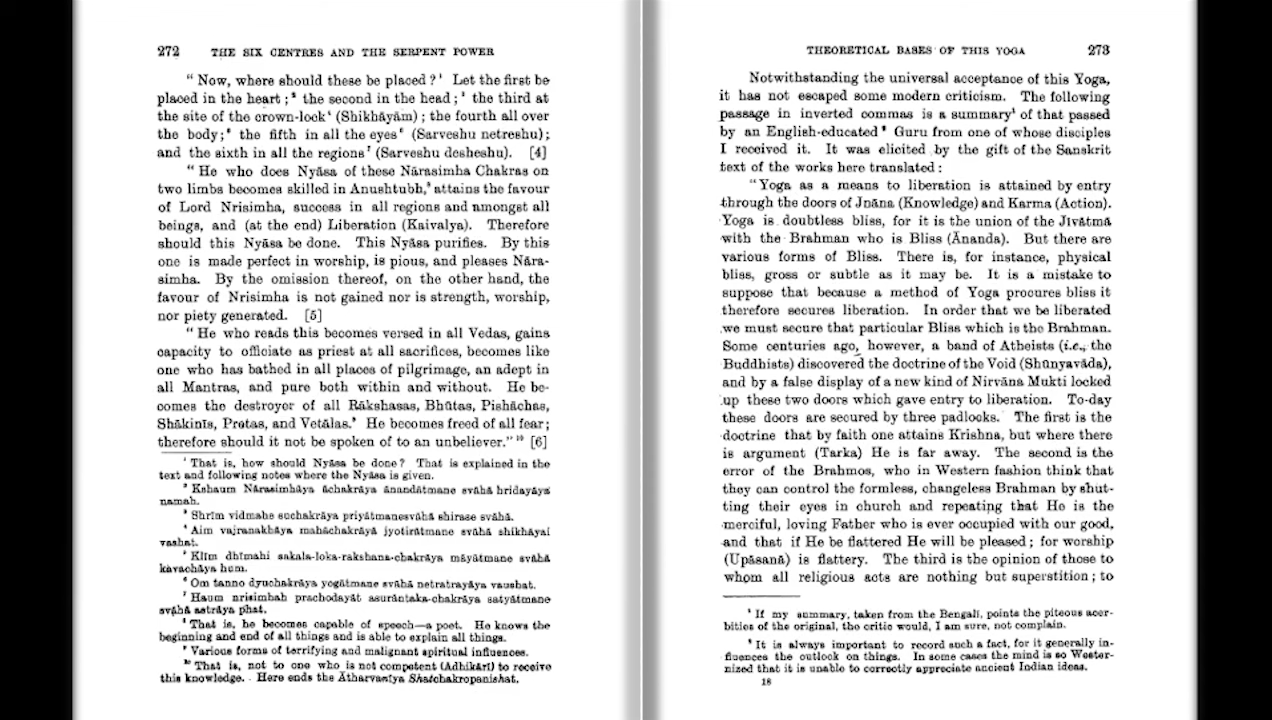 272 THE SIX CENTRES AND THE SERPENT POWER
“ Now, where should these be placed ?¹ Let the first be
placed in the heart ;² the second in the head ;³ the third at
the site of the crown-lock⁴ (Shikhāyām) ; the fourth all over
the body;⁵ the fifth in all the eyes⁶ (Sarveshu netreshu);
and the sixth in all the regions⁷ (Sarveshu desheshu). [4]
“ He who does Nyāsa of these Nārasimha Chakras on
two limbs becomes skilled in Anushtubh,⁸ attains the favour
of Lord Nrisimha, success in all regions and amongst all
beings, and (at the end) Liberation (Kaivalya). Therefore
should this Nyāsa be done. This Nyāsa purifies. By this
one is made perfect in worship, is pious, and pleases Nāra-
simha. By the omission thereof, on the other hand, the
favour of Nrisimha is not gained nor is strength, worship,
nor piety generated. [5]
“ He who reads this becomes versed in all Vedas, gains
capacity to officiate as priest at all sacrifices, becomes like
one who has bathed in all places of pilgrimage, an adept in
all Mantras, and pure both within and without. He be-
comes the destroyer of all Rākshasas, Bhūtas, Pishāchas,
Shākinīs, Pretas, and Vetālas.⁹ He becomes freed of all fear;
therefore should it not be spoken of to an unbeliever.” ¹⁰ [6]
¹ That is, how should Nyāsa be done? That is explained in the
text and following notes where the Nyāsa is given.
² Kshaum Nārasimhāya āchakrāya ānandātmane svāhā hridayāya
namah.
³ Shrīm vidmahe suchakrāya priyātmanesvāhā shirase svāhā.
⁴ Aim vajranakhāya mahāchakrāyā jyotirātmane svāhā shikhāyai
vashat.
⁵ Klīm dhīmahi sakala-loka-rakshana-chakrāya māyātmane svāhā
kavachāya hum.
⁶ Om tanno dyuchakrāya yogātmane svāhā netratrayāya vaushat.
⁷ Haum nrisimhah prachodayāt asurāntaka-chakrāya satyātmane
svāhā astrāya phat.
⁸ That is, he becomes capable of speech—a poet. He knows the
beginning and end of all things and is able to explain all things.
⁹ Various forms of terrifying and malignant spiritual influences.
¹⁰ That is, not to one who is not competent (Adhikārī) to receive
this knowledge. Here ends the Ātharvanīya Shatchakropanishat.
THEORETICAL BASES OF THIS YOGA 273
Notwithstanding the universal acceptance of this Yoga,
it has not escaped some modern criticism. The following
passage in inverted commas is a summary¹ of that passed
by an English-educated² Guru from one of whose disciples
I received it. It was elicited by the gift of the Sanskrit
text of the works here translated :
“Yoga as a means to liberation is attained by entry
through the doors of Jnāna (Knowledge) and Karma (Action).
Yoga is doubtless bliss, for it is the union of the Jīvātmā
with the Brahman who is Bliss (Ānanda). But there are
various forms of Bliss. There is, for instance, physical
bliss, gross or subtle as it may be. It is a mistake to
suppose that because a method of Yoga procures bliss it
therefore secures liberation. In order that we be liberated
we must secure that particular Bliss which is the Brahman.
Some centuries ago, however, a band of Atheists (i.e., the
Buddhists) discovered the doctrine of the Void (Shūnyavāda),
and by a false display of a new kind of Nirvāna Mukti locked
up these two doors which gave entry to liberation. To-day
these doors are secured by three padlooks. The first is the
doctrine that by faith one attains Krishna, but where there
is argument (Tarka) He is far away. The second is the
error of the Brahmos, who in Western fashion think that
they can control the formless, changeless Brahman by shut-
ting their eyes in church and repeating that He is the
merciful, loving Father who is ever occupied with our good,
and that if He be flattered He will be pleased ; for worship
(Upāsanā) is flattery. The third is the opinion of those to
whom all religious acts are nothing but superstition ; to
¹ If my summary, taken from the Bengali, points the piteous acer-
bities of the original, the critic would, I am sure, not complain.
² It is always important to record such a fact, for it generally in-
fluences the outlook on things. In some cases the mind is so Wester-
nized that it is unable to correctly appreciate ancient Indian ideas.
18